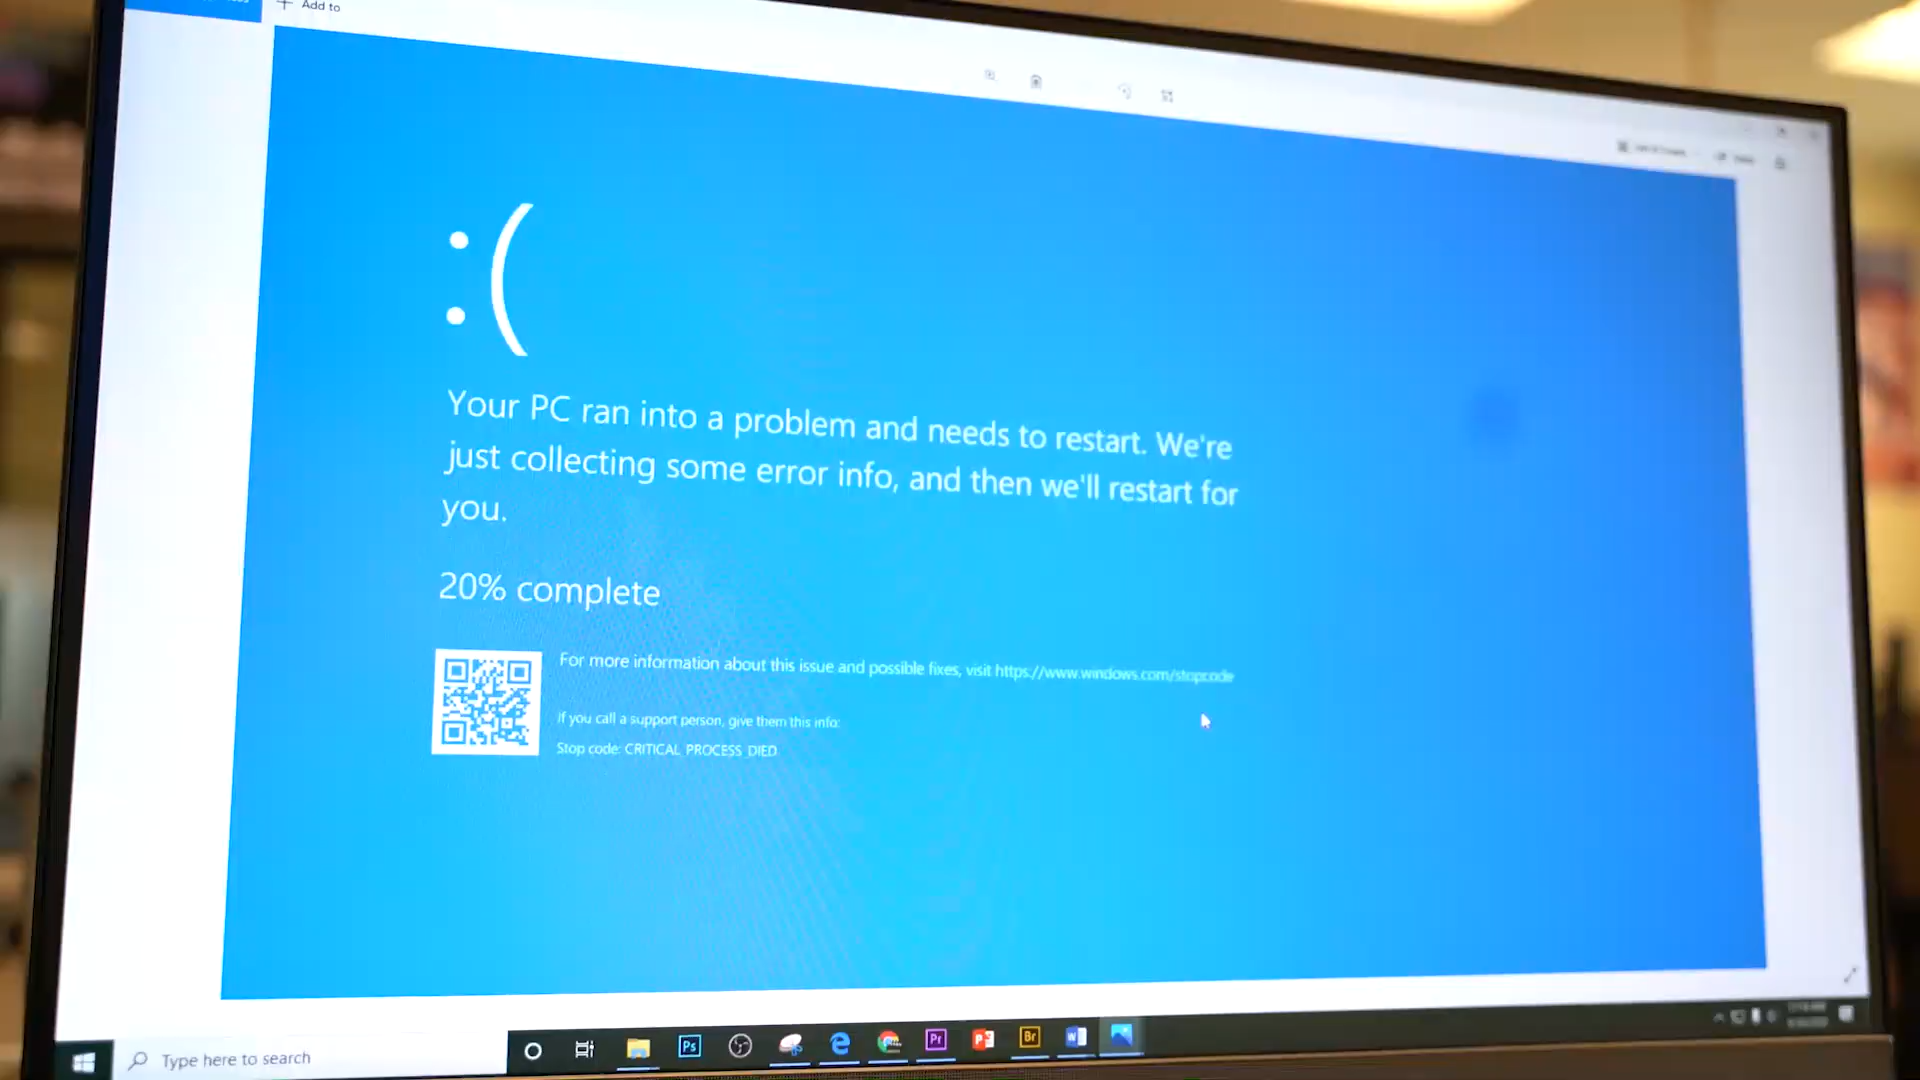 Add to
:(
Your PC ran into a problem and needs to restart. We're
just collecting some error info, and then we'll restart for
you.
20% complete
For more information about this issue and possible fixes, visit https://www.windows.com/stopcode
If you call a support person, give them this info:
Stop code: CRITICAL_PROCESS_DIED
Type here to search
Ps
Pr
Br